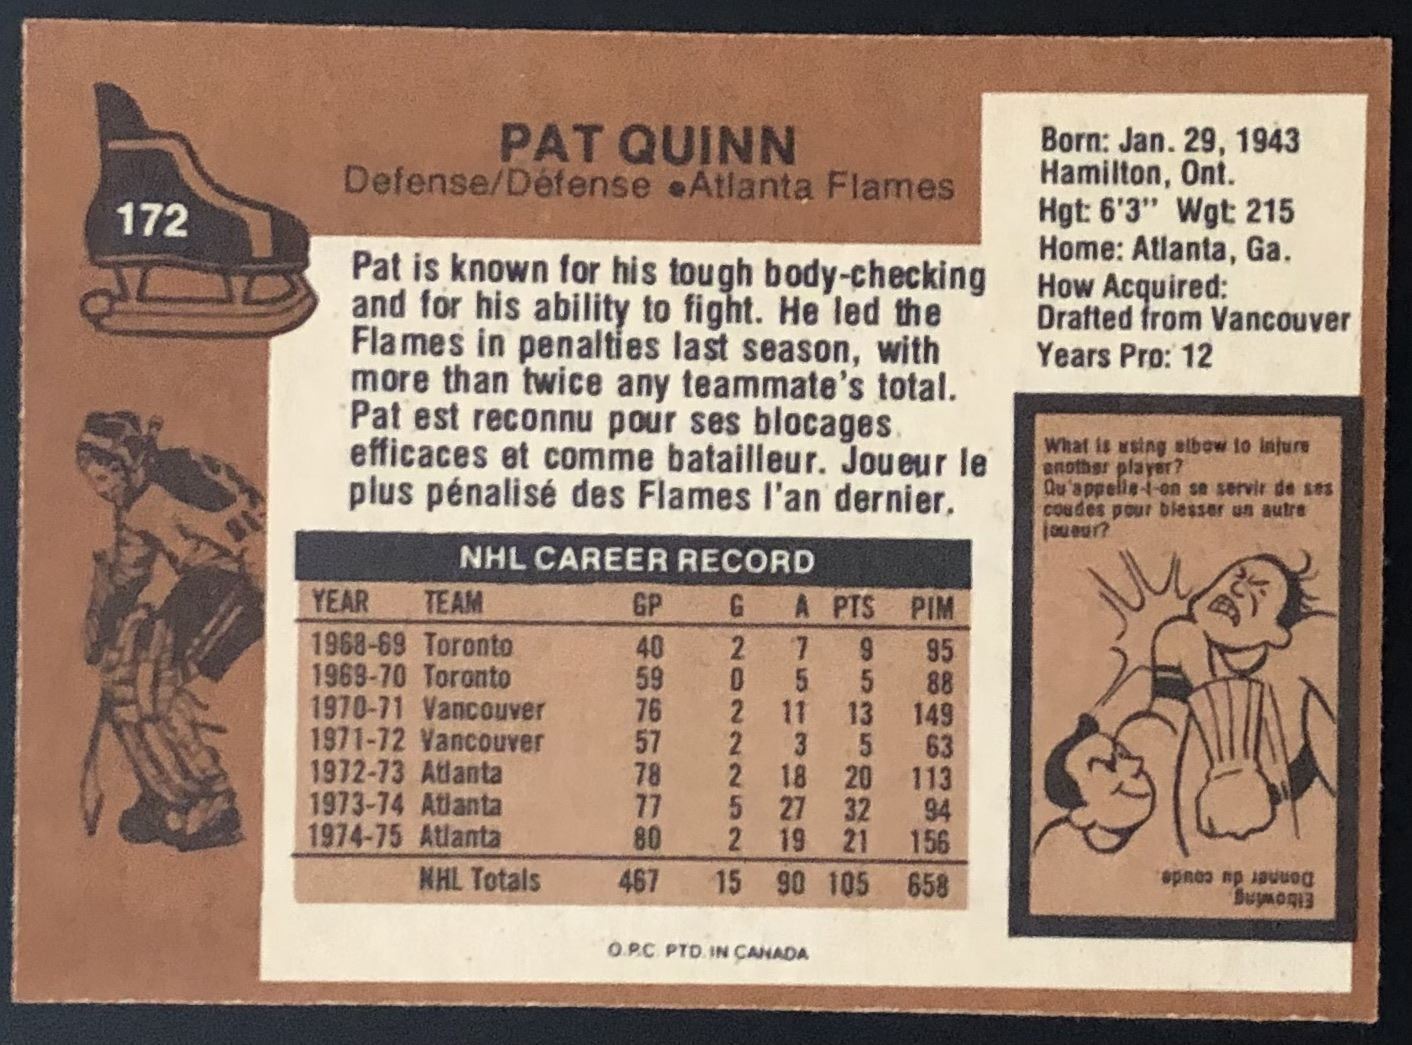 172
PAT QUINN
Defense/Défense ●Atlanta Flames
Born: Jan. 29, 1943
Hamilton, Ont.
Hgt: 6'3" Wgt: 215
Home: Atlanta, Ga.
How Acquired:
Drafted from Vancouver
Years Pro: 12
Pat is known for his tough body-checking
and for his ability to fight. He led the
Flames in penalties last season, with
more than twice any teammate's total.
Pat est reconnu pour ses blocages
efficaces et comme batailleur. Joueur le
plus pénalisé des Flames l'an dernier.
NHL CAREER RECORD
YEAR TEAM GP G A PTS PIM
1968-69 Toronto 40 2 7 9 95
1969-70 Toronto 59 0 5 5 88
1970-71 Vancouver 76 2 11 13 149
1971-72 Vancouver 57 2 3 5 63
1972-73 Atlanta 78 2 18 20 113
1973-74 Atlanta 77 5 27 32 94
1974-75 Atlanta 80 2 19 21 156
NHL Totals 467 15 90 105 658
What is using elbow to injure
another player?
Qu'appelle-t-on se servir de ses
coudes pour blesser un autre
joueur?
Elbowing
Donner du coude
O.P.C. PTD. IN CANADA